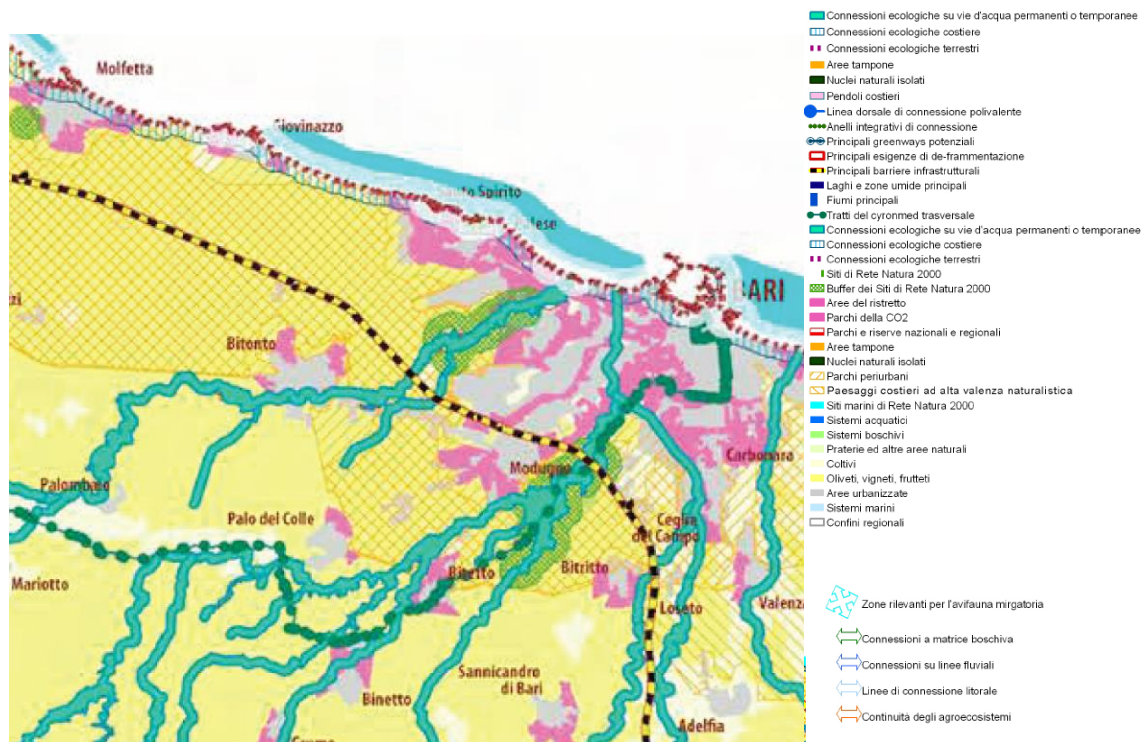 Molfetta
Giovinazzo
Santo Spirito
ese
BARI
zi
Bitonto
Carbonara
Modugno
Palombaio
Palo del Colle
Ceglie
del Campo
Mariotto
Bitetto
Bitritto
Loseto
Valenz
Sannicandro
di Bari
Binetto
Adelfia
Connessioni ecologiche su vie d'acqua permanenti o temporanee
Connessioni ecologiche costiere
Connessioni ecologiche terrestri
Aree tampone
Nuclei naturali isolati
Pendoli costieri
Linea dorsale di connessione polivalente
Anelli integrativi di connessione
Principali greenways potenziali
Principali esigenze di de-frammentazione
Principali barriere infrastrutturali
Laghi e zone umide principali
Fiumi principali
Tratti del cyronmed trasversale
Connessioni ecologiche su vie d'acqua permanenti o temporanee
Connessioni ecologiche costiere
Connessioni ecologiche terrestri
Siti di Rete Natura 2000
Buffer dei Siti di Rete Natura 2000
Aree del ristretto
Parchi della CO2
Parchi e riserve nazionali e regionali
Aree tampone
Nuclei naturali isolati
Parchi periurbani
Paesaggi costieri ad alta valenza naturalistica
Siti marini di Rete Natura 2000
Sistemi acquatici
Sistemi boschivi
Praterie ed altre aree naturali
Coltivi
Oliveti, vigneti, frutteti
Aree urbanizzate
Sistemi marini
Confini regionali
Zone rilevanti per l'avifauna mirgatoria
Connessioni a matrice boschiva
Connessioni su linee fluviali
Linee di connessione litorale
Continuità degli agroecosistemi